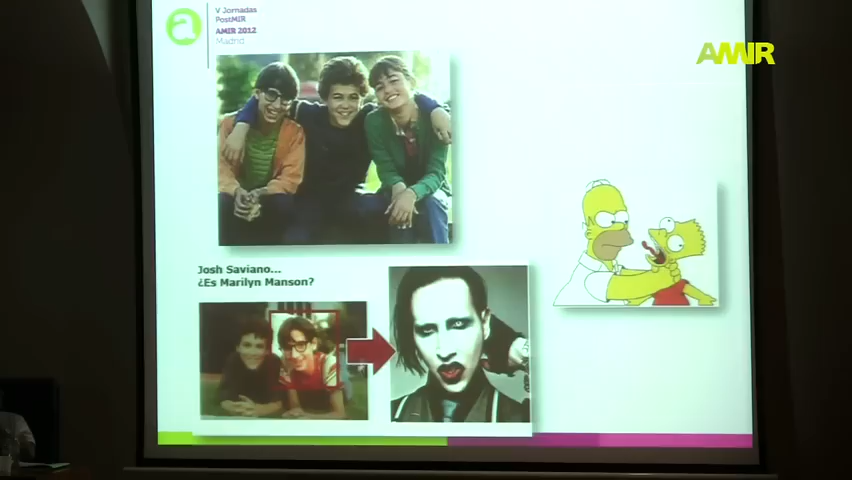 V Jornadas
PostMIR
AMIR 2012
Madrid
AMIR
Josh Saviano...
¿Es Marilyn Manson?